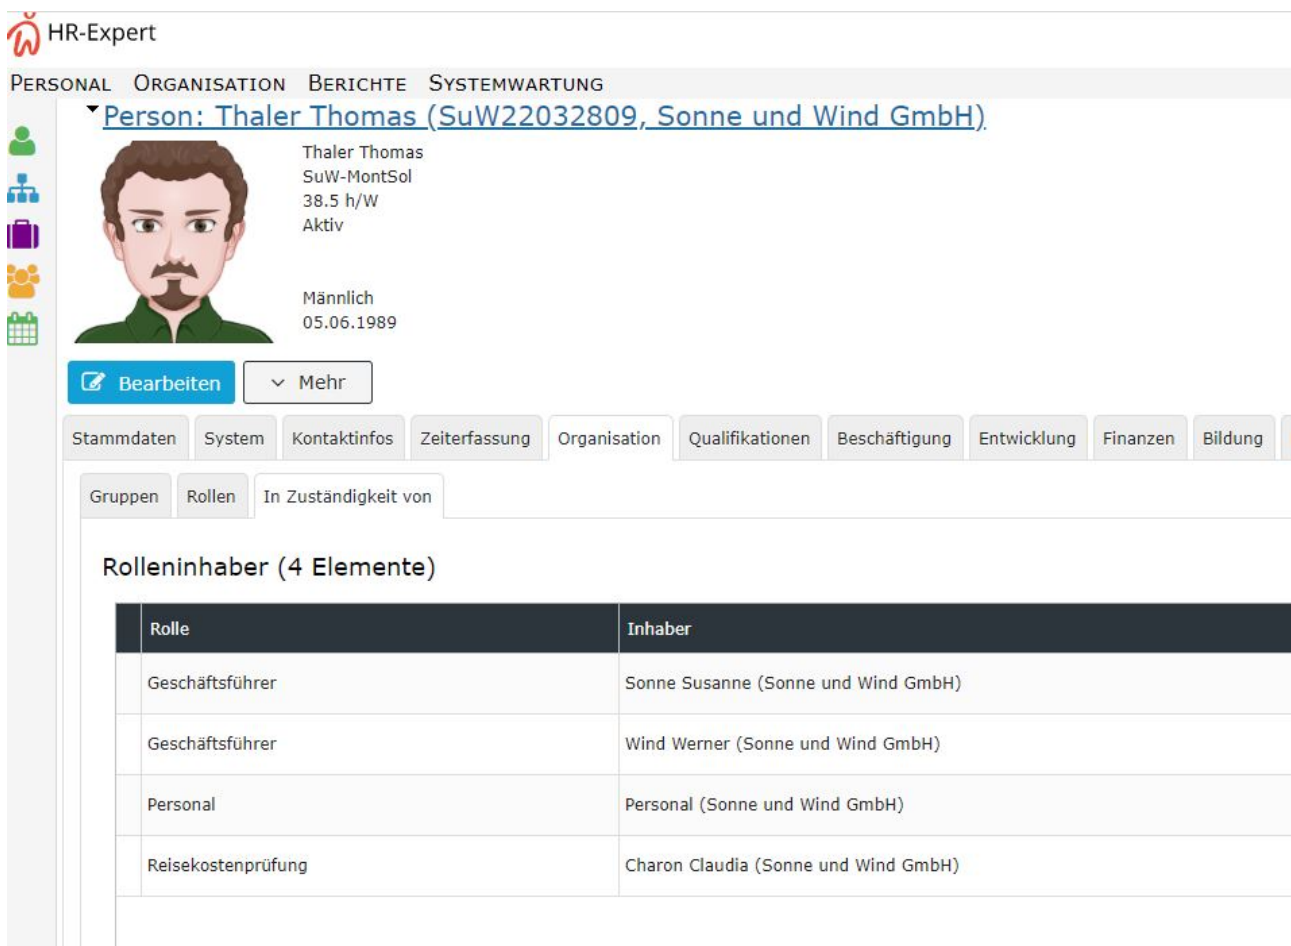 HR-Expert
PERSONAL ORGANISATION BERICHTE SYSTEMWARTUNG
Person: Thaler Thomas (SuW22032809, Sonne und Wind GmbH)
Thaler Thomas
SuW-MontSol
38.5 h/W
Aktiv
Männlich
05.06.1989
Bearbeiten Mehr
Stammdaten System Kontaktinfos Zeiterfassung Organisation Qualifikationen Beschäftigung Entwicklung Finanzen Bildung
Gruppen Rollen In Zuständigkeit von
Rolleninhaber (4 Elemente)
Rolle Inhaber
Geschäftsführer Sonne Susanne (Sonne und Wind GmbH)
Geschäftsführer Wind Werner (Sonne und Wind GmbH)
Personal Personal (Sonne und Wind GmbH)
Reisekostenprüfung Charon Claudia (Sonne und Wind GmbH)